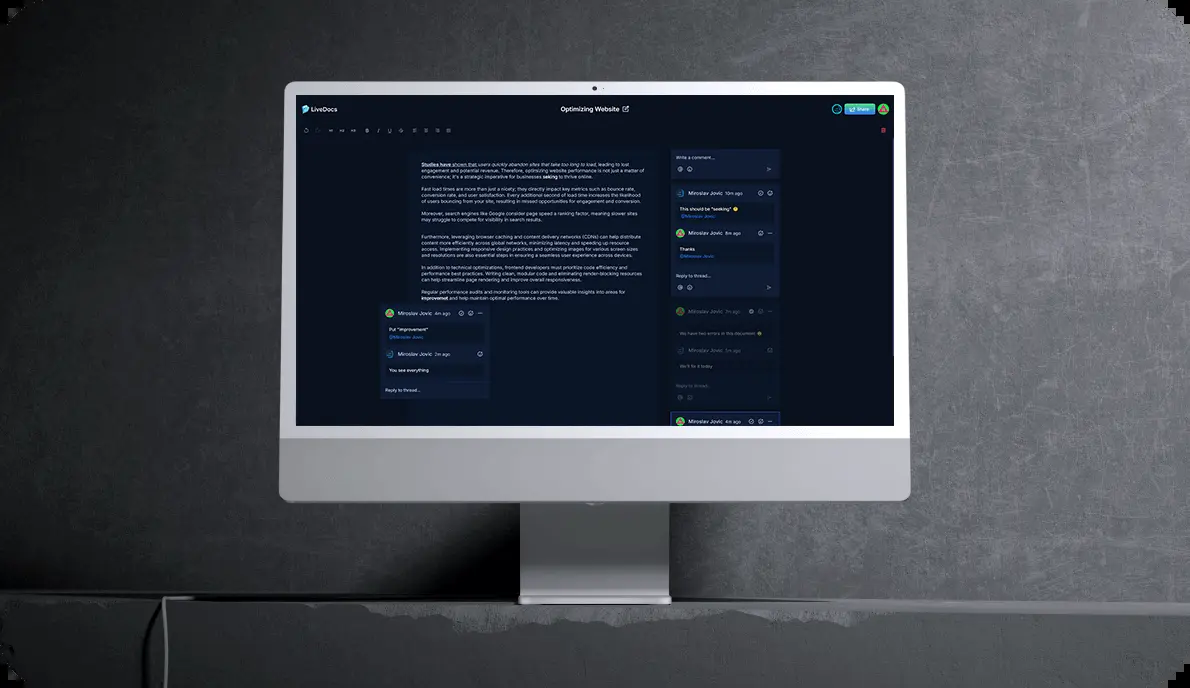 LiveDocs
Optimizing Website
Share
H1 H2 H3 B I U S
Studies have shown that users quickly abandon sites that take too long to load, leading to lost
engagement and potential revenue. Therefore, optimizing website performance is not just a matter of
convenience; it's a strategic imperative for businesses seking to thrive online.
Fast load times are more than just a nicety; they directly impact key metrics such as bounce rate,
conversion rate, and user satisfaction. Every additional second of load time increases the likelihood
of users bouncing from your site, resulting in missed opportunities for engagement and conversion.
Moreover, search engines like Google consider page speed a ranking factor, meaning slower sites
may struggle to compete for visibility in search results.
Furthermore, leveraging browser caching and content delivery networks (CDNs) can help distribute
content more efficiently across global networks, minimizing latency and speeding up resource
access. Implementing responsive design practices and optimizing images for various screen sizes
and resolutions are also essential steps in ensuring a seamless user experience across devices.
In addition to technical optimizations, frontend developers must prioritize code efficiency and
performance best practices. Writing clean, modular code and eliminating render-blocking resources
can help streamline page rendering and improve overall responsiveness.
Regular performance audits and monitoring tools can provide valuable insights into areas for
improvemet and help maintain optimal performance over time.
Miroslav Jovic 4m ago
Put "improvement"
@Miroslav Jovic
Miroslav Jovic 2m ago
You see everything
Reply to thread...
Write a comment...
Miroslav Jovic 10m ago
This should be "seeking" 🧐
@Miroslav Jovic
Miroslav Jovic 8m ago
Thanks
@Miroslav Jovic
Reply to thread...
Miroslav Jovic 7m ago
We have two errors in this document
Miroslav Jovic
We'll fix it today
Reply to thread...
Miroslav Jovic 4m ago